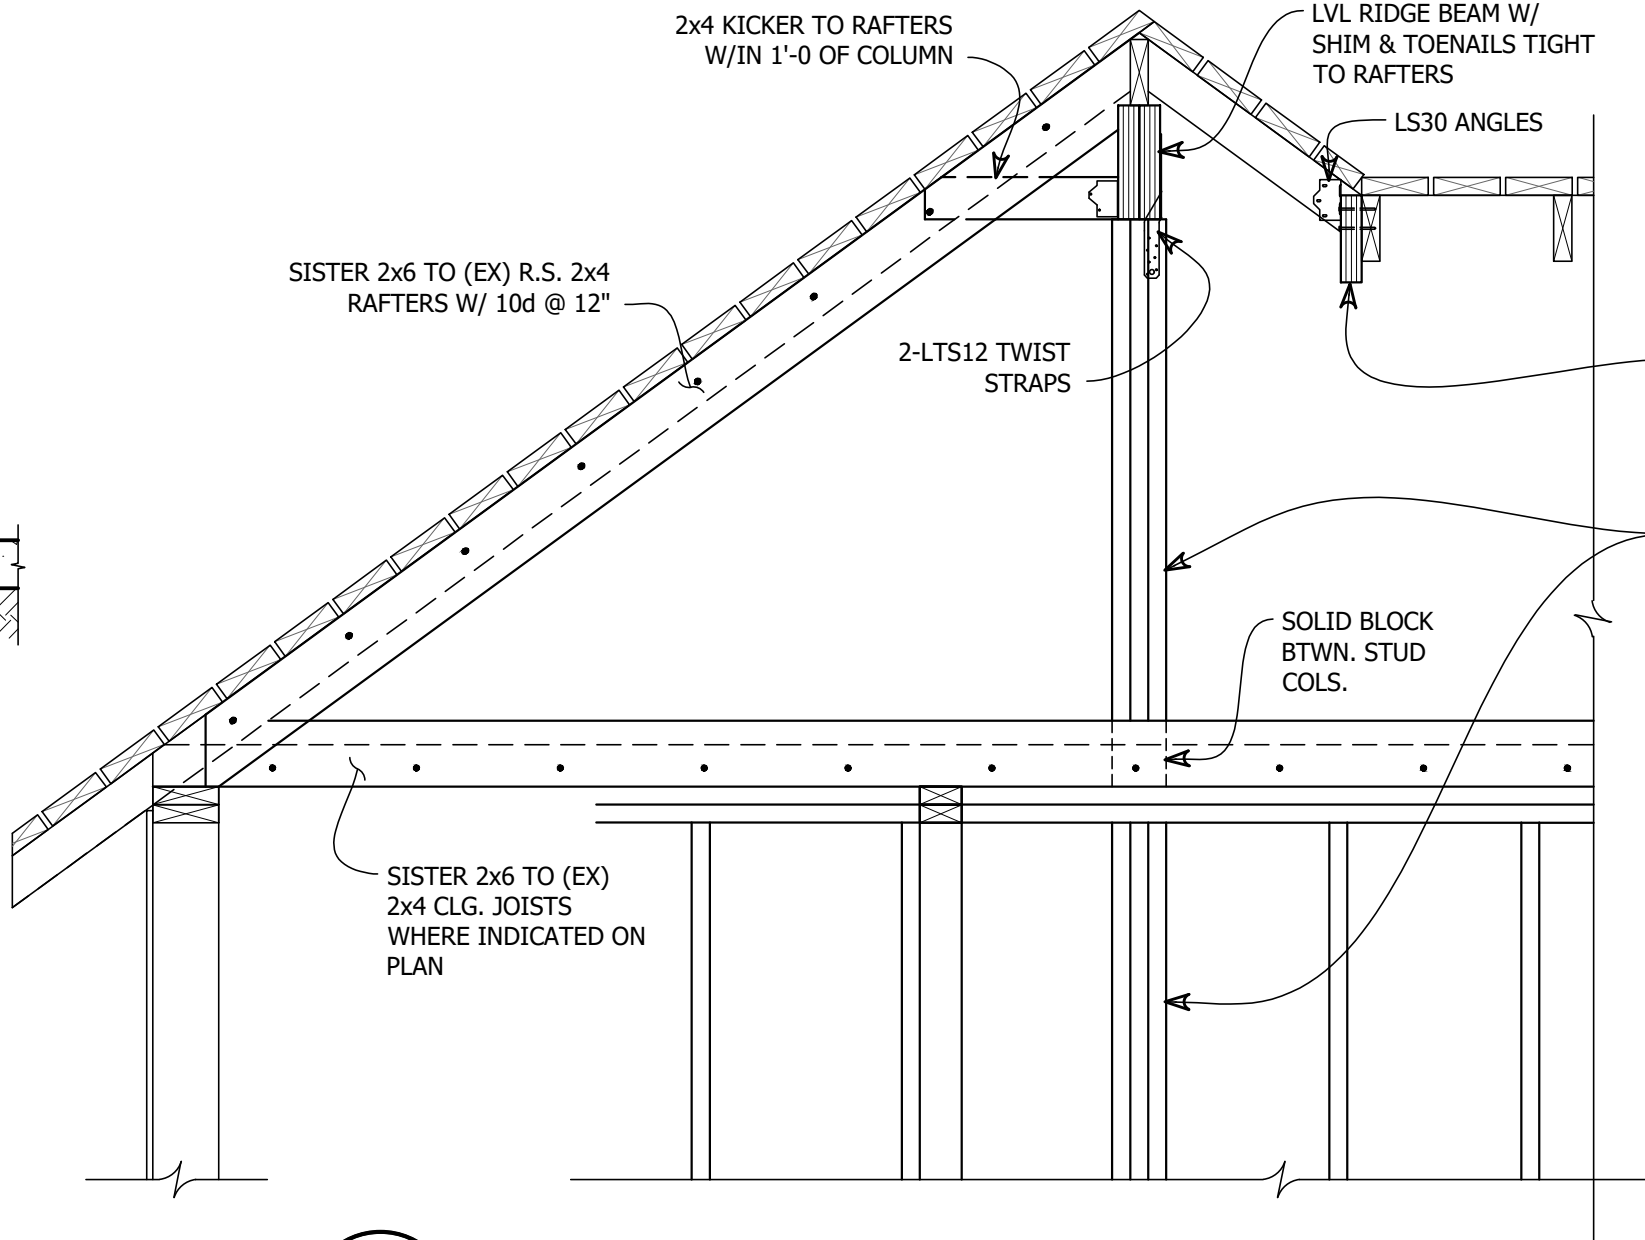 2x4 KICKER TO RAFTERS
W/IN 1'-0 OF COLUMN
LVL RIDGE BEAM W/
SHIM & TOENAILS TIGHT
TO RAFTERS
LS30 ANGLES
SISTER 2x6 TO (EX) R.S. 2x4
RAFTERS W/ 10d @ 12"
2-LTS12 TWIST
STRAPS
SOLID BLOCK
BTWN. STUD
COLS.
SISTER 2x6 TO (EX)
2x4 CLG. JOISTS
WHERE INDICATED ON
PLAN